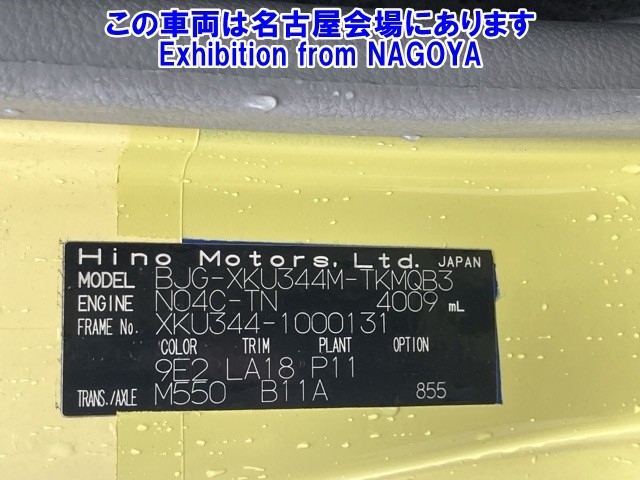 この車両は名古屋会場にあります
Exhibition from NAGOYA
Hino Motors, Ltd. JAPAN
MODEL BJG-XKU344M-TKMQB3
ENGINE N04C-TN 4009 mL
FRAME No. XKU344-1000131
COLOR TRIM PLANT OPTION
9E2 LA18 P11
TRANS./AXLE M550 B11A 855